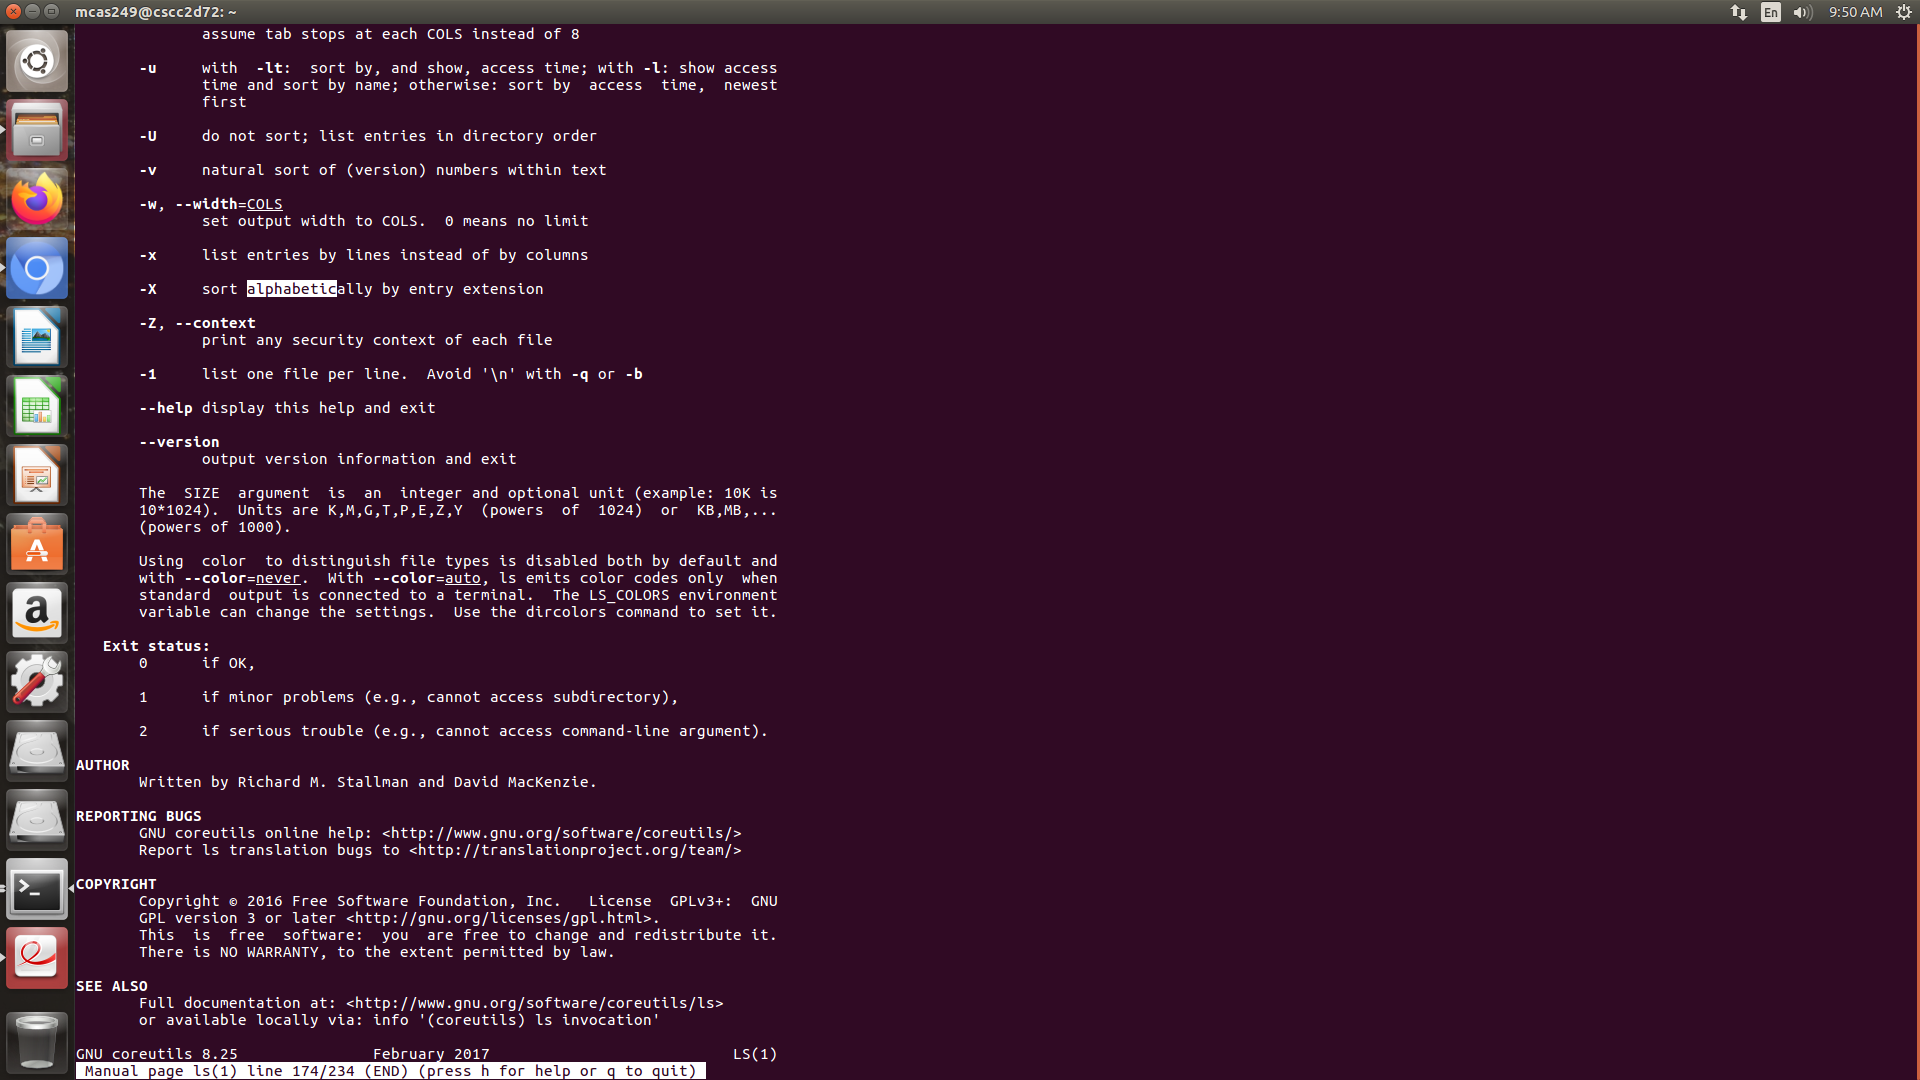 mcas249@cscc2d72: ~
En
9:50 AM
assume tab stops at each COLS instead of 8
-u     with  -lt:  sort by, and show, access time; with -l: show access
time and sort by name; otherwise: sort by  access  time,  newest
first
-U     do not sort; list entries in directory order
-v     natural sort of (version) numbers within text
-w, --width=COLS
set output width to COLS.  0 means no limit
-x     list entries by lines instead of by columns
-X     sort alphabetically by entry extension
-Z, --context
print any security context of each file
-1     list one file per line.  Avoid '\n' with -q or -b
--help display this help and exit
--version
output version information and exit
The  SIZE  argument  is  an  integer and optional unit (example: 10K is
10*1024).  Units are K,M,G,T,P,E,Z,Y  (powers  of  1024)  or  KB,MB,...
(powers of 1000).
Using  color  to distinguish file types is disabled both by default and
with --color=never.  With --color=auto, ls emits color codes only  when
standard  output is connected to a terminal.  The LS_COLORS environment
variable can change the settings.  Use the dircolors command to set it.
Exit status:
0      if OK,
1      if minor problems (e.g., cannot access subdirectory),
2      if serious trouble (e.g., cannot access command-line argument).
AUTHOR
Written by Richard M. Stallman and David MacKenzie.
REPORTING BUGS
GNU coreutils online help: <http://www.gnu.org/software/coreutils/>
Report ls translation bugs to <http://translationproject.org/team/>
COPYRIGHT
Copyright © 2016 Free Software Foundation, Inc.   License  GPLv3+:  GNU
GPL version 3 or later <http://gnu.org/licenses/gpl.html>.
This  is  free  software:  you  are free to change and redistribute it.
There is NO WARRANTY, to the extent permitted by law.
SEE ALSO
Full documentation at: <http://www.gnu.org/software/coreutils/ls>
or available locally via: info '(coreutils) ls invocation'
GNU coreutils 8.25               February 2017                           LS(1)
Manual page ls(1) line 174/234 (END) (press h for help or q to quit)